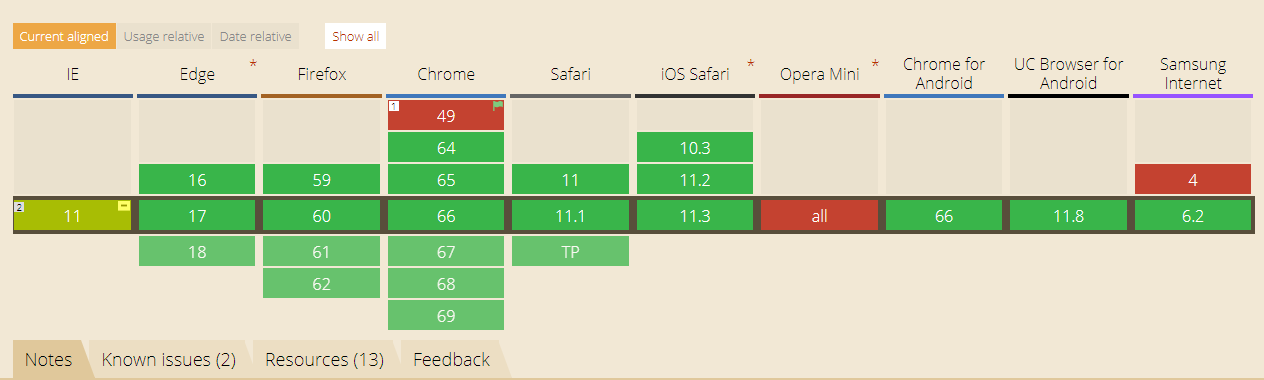 Current aligned Usage relative Date relative Show all
IE Edge * Firefox Chrome Safari iOS Safari * Opera Mini * Chrome for Android UC Browser for Android Samsung Internet
1 49
64 10.3
16 59 65 11 11.2 4
2 11 17 60 66 11.1 11.3 all 66 11.8 6.2
18 61 67 TP
62 68
69
Notes Known issues (2) Resources (13) Feedback